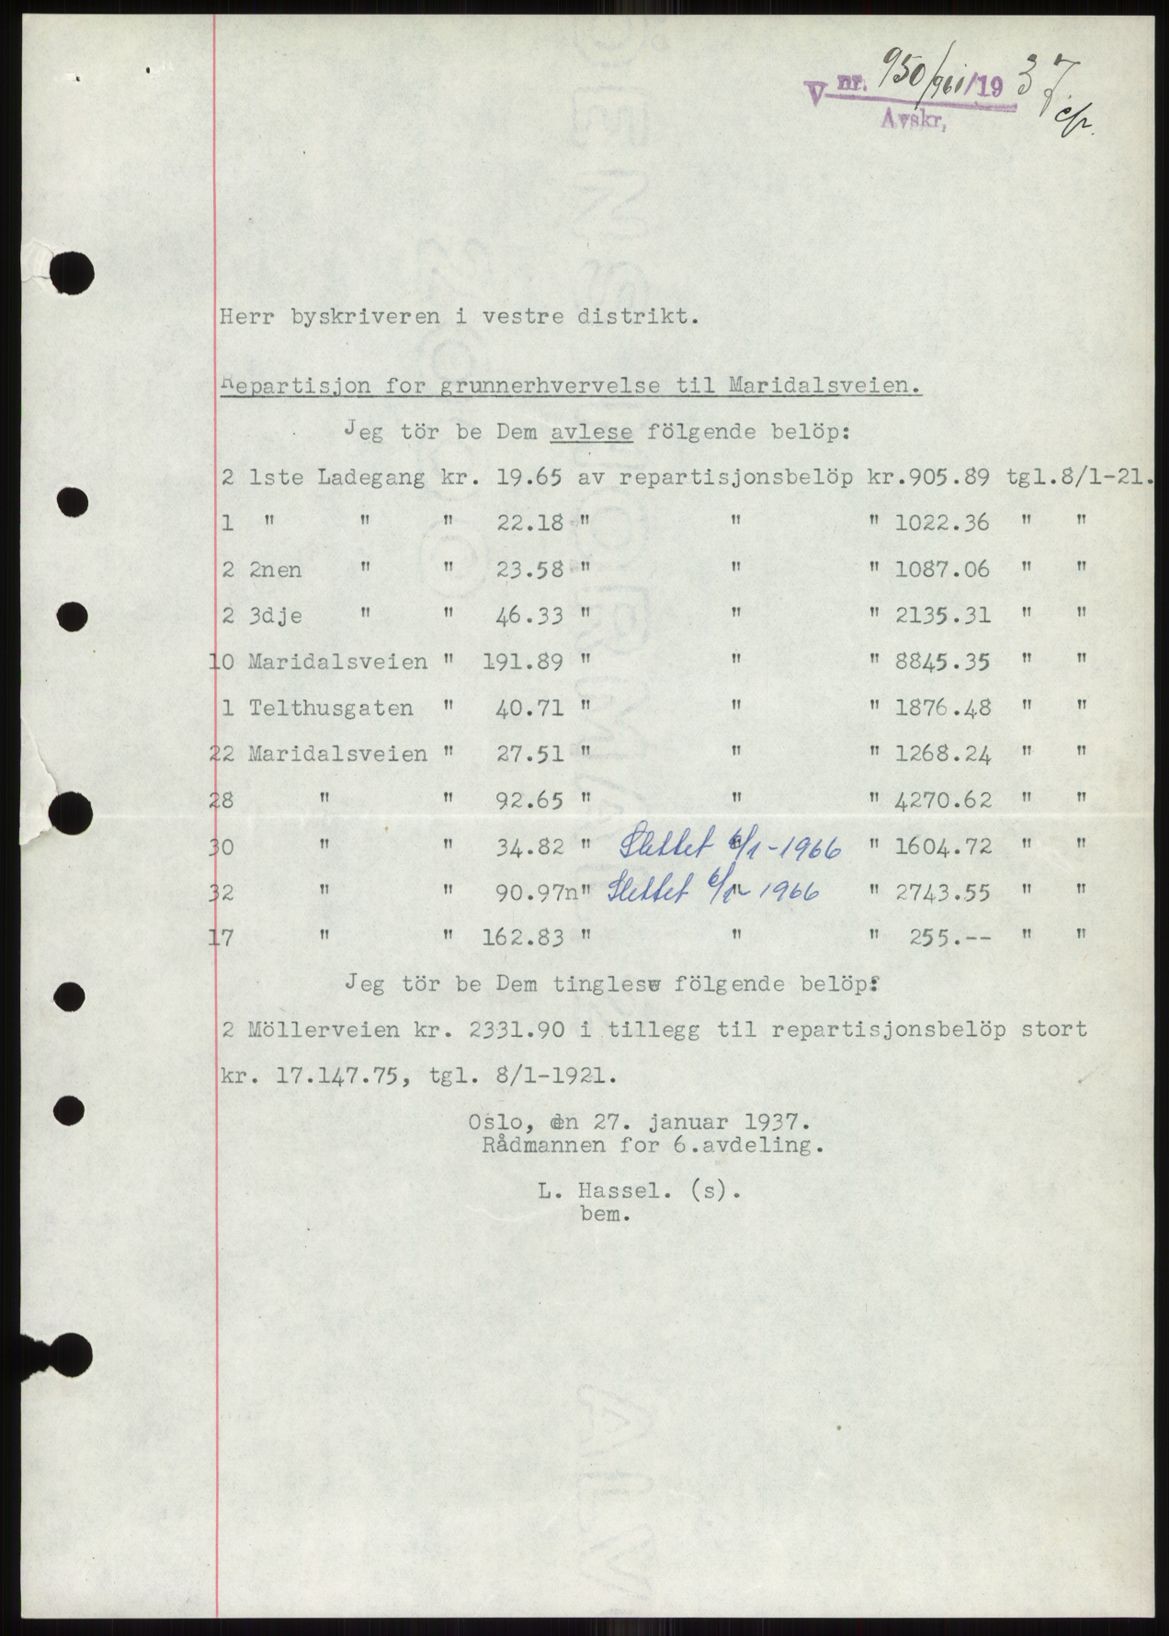 V nr. 950/961/1937
Avskr,
Herr byskriveren i vestre distrikt.
Repartisjon for grunnerhvervelse til Maridalsveien.
Jeg tör be Dem avlese fölgende belöp:
2 1ste Ladegang kr. 19.65 av repartisjonsbelöp kr.905.89 tgl.8/1-21.
1 " " " 22.18 " " " 1022.36 " "
2 2nen " " 23.58 " " " 1087.06 " "
2 3dje " " 46.33 " " " 2135.31 " "
10 Maridalsveien " 191.89 " " " 8845.35 " "
1 Telthusgaten " 40.71 " " " 1876.48 " "
22 Maridalsveien " 27.51 " " " 1268.24 " "
28 " " 92.65 " " " 4270.62 " "
30 " " 34.82 " Slettet 6/1-1966 " 1604.72 " "
32 " " 90.97n" Slettet 6/1- 1966 " 2743.55 " "
17 " " 162.83 " " " 255.-- " "
Jeg tör be Dem tinglese fölgende belöp:
2 Möllerveien kr. 2331.90 i tillegg til repartisjonsbelöp stort
kr. 17.147.75, tgl. 8/1-1921.
Oslo, den 27. januar 1937.
Rådmannen for 6.avdeling.
L. Hassel. (s).
bem.